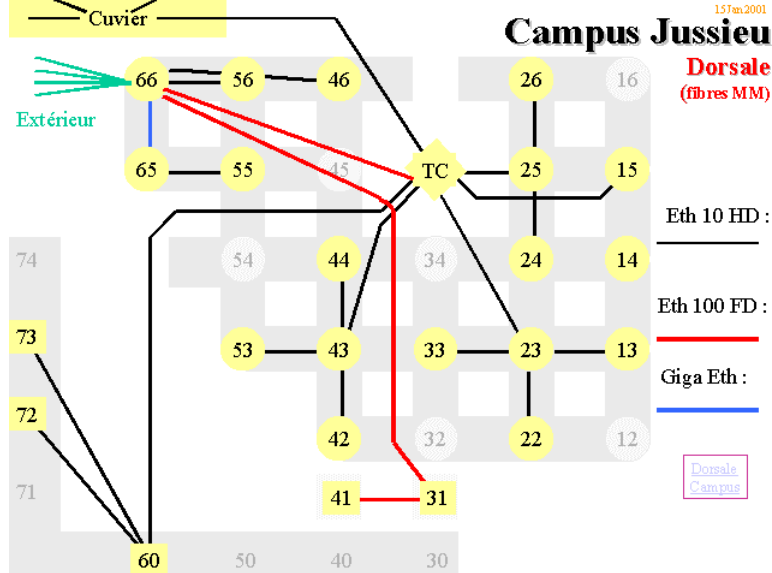 15Jan2001
Cuvier
Campus Jussieu
Dorsale
(fibres MM)
66 56 46 26 16
Extérieur
65 55 45 TC 25 15
Eth 10 HD :
74 54 44 34 24 14
Eth 100 FD :
73 53 43 33 23 13
Giga Eth :
72 42 32 22 12
Dorsale
Campus
71 41 31
60 50 40 30